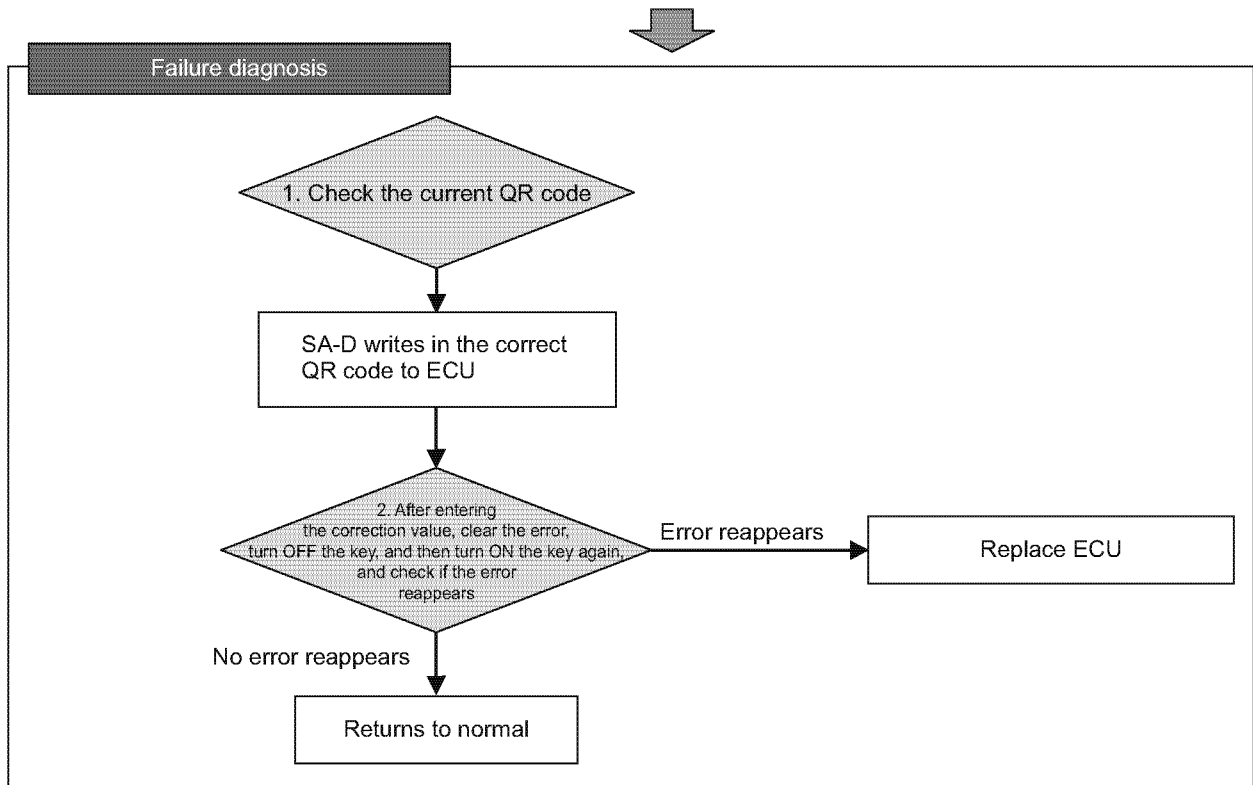 Failure diagnosis
1. Check the current QR code
SA-D writes in the correct
QR code to ECU
2. After entering
the correction value, clear the error,
turn OFF the key, and then turn ON the key again,
and check if the error
reappears
Error reappears
Replace ECU
No error reappears
Returns to normal